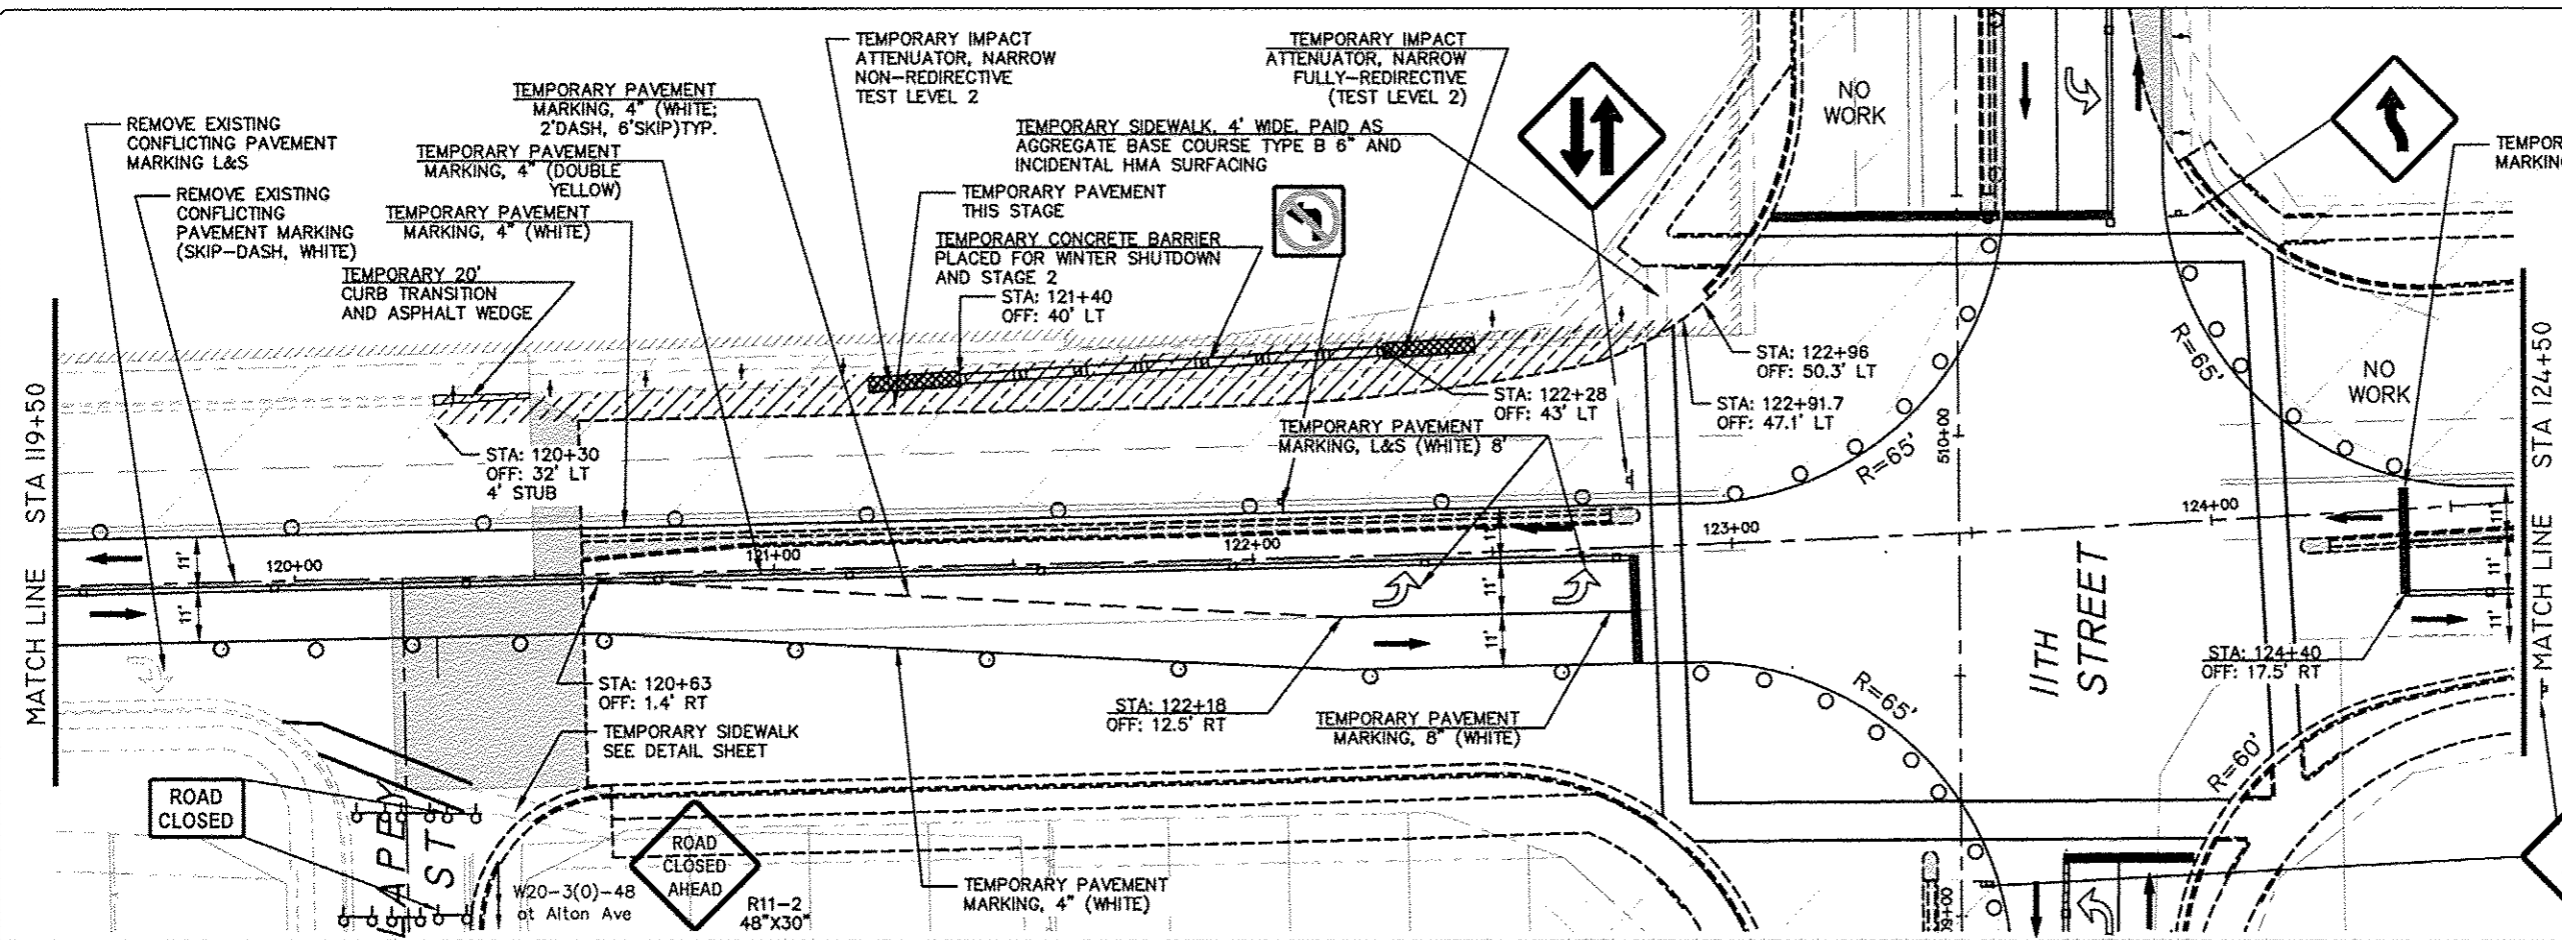 TEMPORARY IMPACT
ATTENUATOR, NARROW
NON-REDIRECTIVE
TEST LEVEL 2
TEMPORARY IMPACT
ATTENUATOR, NARROW
FULLY-REDIRECTIVE
(TEST LEVEL 2)
TEMPORARY PAVEMENT
MARKING, 4" (WHITE;
2'DASH, 6'SKIP)TYP.
REMOVE EXISTING
CONFLICTING PAVEMENT
MARKING L&S
TEMPORARY SIDEWALK, 4' WIDE, PAID AS
AGGREGATE BASE COURSE TYPE B 6" AND
INCIDENTAL HMA SURFACING
NO
WORK
TEMPORARY PAVEMENT
MARKING, 4" (DOUBLE
YELLOW)
REMOVE EXISTING
CONFLICTING
PAVEMENT MARKING
(SKIP-DASH, WHITE)
TEMPORARY PAVEMENT
THIS STAGE
TEMPORARY PAVEMENT
MARKING, 4" (WHITE)
TEMPORARY CONCRETE BARRIER
PLACED FOR WINTER SHUTDOWN
AND STAGE 2
TEMPORARY 20'
CURB TRANSITION
AND ASPHALT WEDGE
STA: 121+40
OFF: 40' LT
TEMPOR
MARKING
STA: 122+96
OFF: 50.3' LT
R=65'
NO
WORK
STA: 122+28
OFF: 43' LT
STA: 122+91.7
OFF: 47.1' LT
TEMPORARY PAVEMENT
MARKING, L&S (WHITE) 8'
STA: 120+30
OFF: 32' LT
4' STUB
R=65'
510+00
MATCH LINE STA 119+50
MATCH LINE STA 124+50
11'
120+00
121+00
122+00
11'
123+00
124+00
11'
11'
11'
11'
11'
11'
STA: 120+63
OFF: 1.4' RT
STA: 122+18
OFF: 12.5' RT
TEMPORARY PAVEMENT
MARKING, 8" (WHITE)
R=65'
11TH
STREET
STA: 124+40
OFF: 17.5' RT
TEMPORARY SIDEWALK
SEE DETAIL SHEET
R=60'
ROAD
CLOSED
ST
ROAD
CLOSED
AHEAD
W20-3(0)-48
at Alton Ave
R11-2
48"X30"
TEMPORARY PAVEMENT
MARKING, 4" (WHITE)